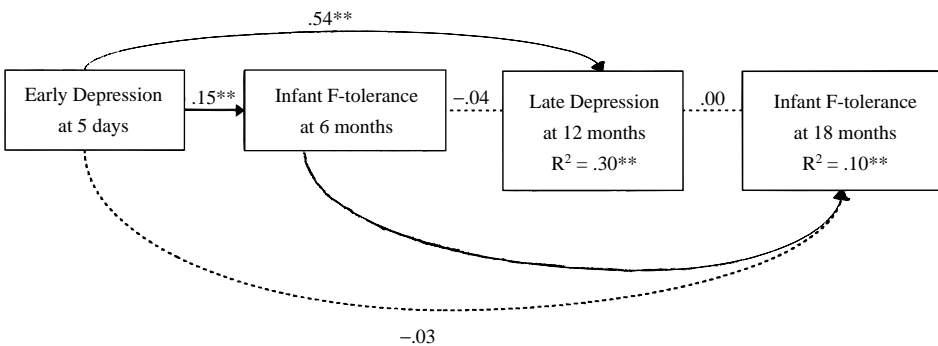 .54**
Early Depression
at 5 days
.15**
Infant F-tolerance
at 6 months
−.04
Late Depression
at 12 months
R² = .30**
.00
Infant F-tolerance
at 18 months
R² = .10**
−.03